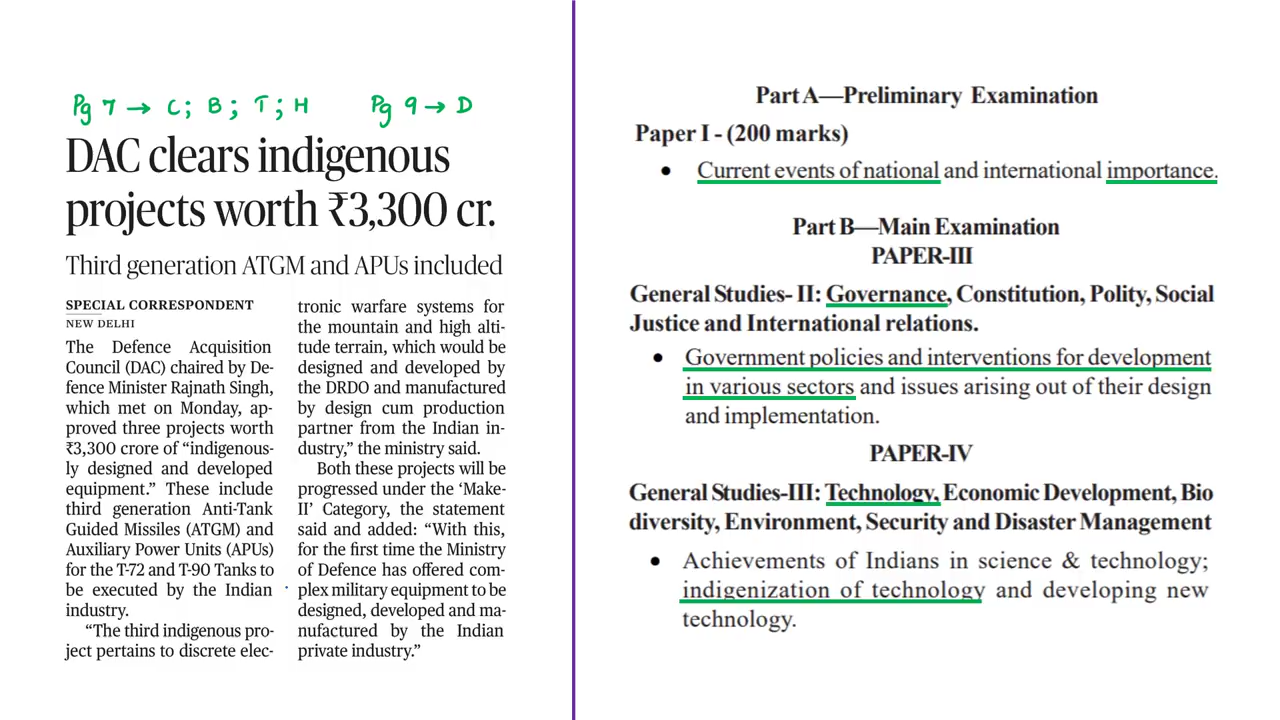 Pg 7 → C; B; T; H Pg 9 → D
DAC clears indigenous
projects worth ₹3,300 cr.
Third generation ATGM and APUs included
SPECIAL CORRESPONDENT
NEW DELHI
The Defence Acquisition
Council (DAC) chaired by De-
fence Minister Rajnath Singh,
which met on Monday, ap-
proved three projects worth
₹3,300 crore of “indigenous-
ly designed and developed
equipment.” These include
third generation Anti-Tank
Guided Missiles (ATGM) and
Auxiliary Power Units (APUs)
for the T-72 and T-90 Tanks to
be executed by the Indian
industry.
“The third indigenous pro-
ject pertains to discrete elec-
tronic warfare systems for
the mountain and high alti-
tude terrain, which would be
designed and developed by
the DRDO and manufactured
by design cum production
partner from the Indian in-
dustry,” the ministry said.
Both these projects will be
progressed under the ‘Make-
II’ Category, the statement
said and added: “With this,
for the first time the Ministry
of Defence has offered com-
plex military equipment to be
designed, developed and ma-
nufactured by the Indian
private industry.”
Part A—Preliminary Examination
Paper I - (200 marks)
• Current events of national and international importance.
Part B—Main Examination
PAPER-III
General Studies- II: Governance, Constitution, Polity, Social
Justice and International relations.
• Government policies and interventions for development
in various sectors and issues arising out of their design
and implementation.
PAPER-IV
General Studies-III: Technology, Economic Development, Bio
diversity, Environment, Security and Disaster Management
• Achievements of Indians in science & technology;
indigenization of technology and developing new
technology.